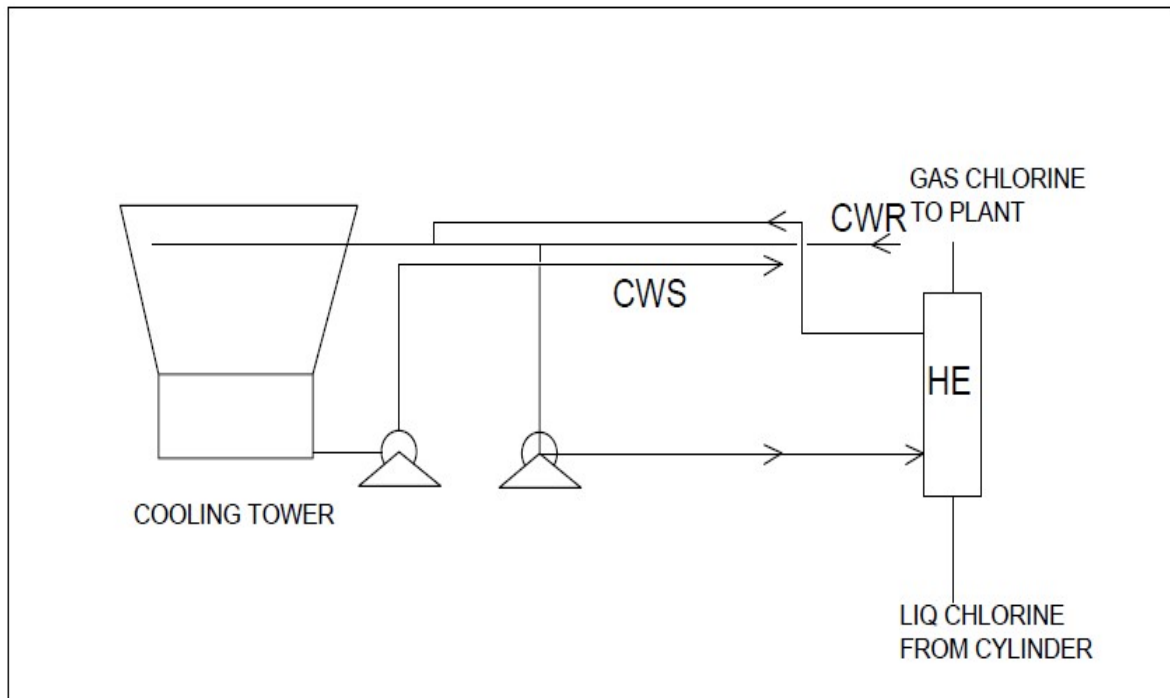 GAS CHLORINE
TO PLANT
CWR
CWS
HE
COOLING TOWER
LIQ CHLORINE
FROM CYLINDER